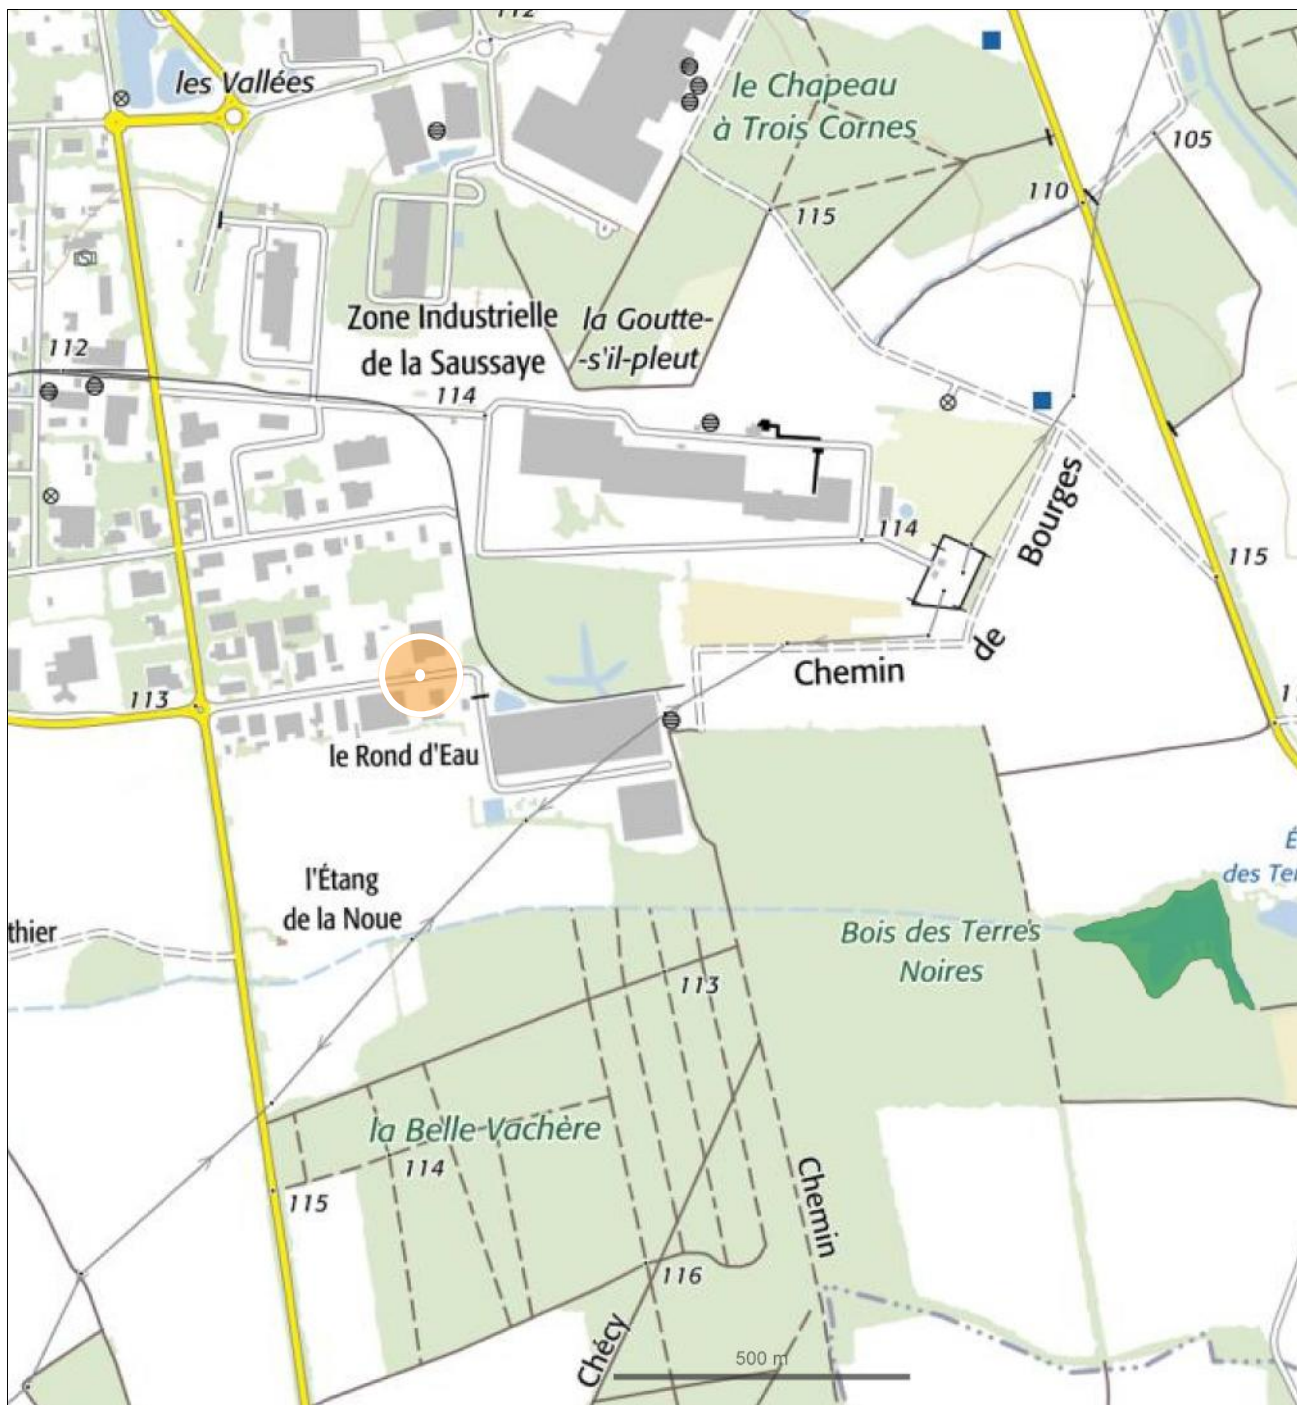 112
les Vallées
le Chapeau
à Trois Cornes
105
110
115
Zone Industrielle
de la Saussaye
la Goutte-
-s'il-pleut
112
114
114
Bourges
115
de
Chemin
113
le Rond d'Eau
l'Étang
de la Noue
thier
Bois des Terres
Noires
É
des Ter
113
la Belle Vachère
114
115
Chemin
116
Chécy
500 m